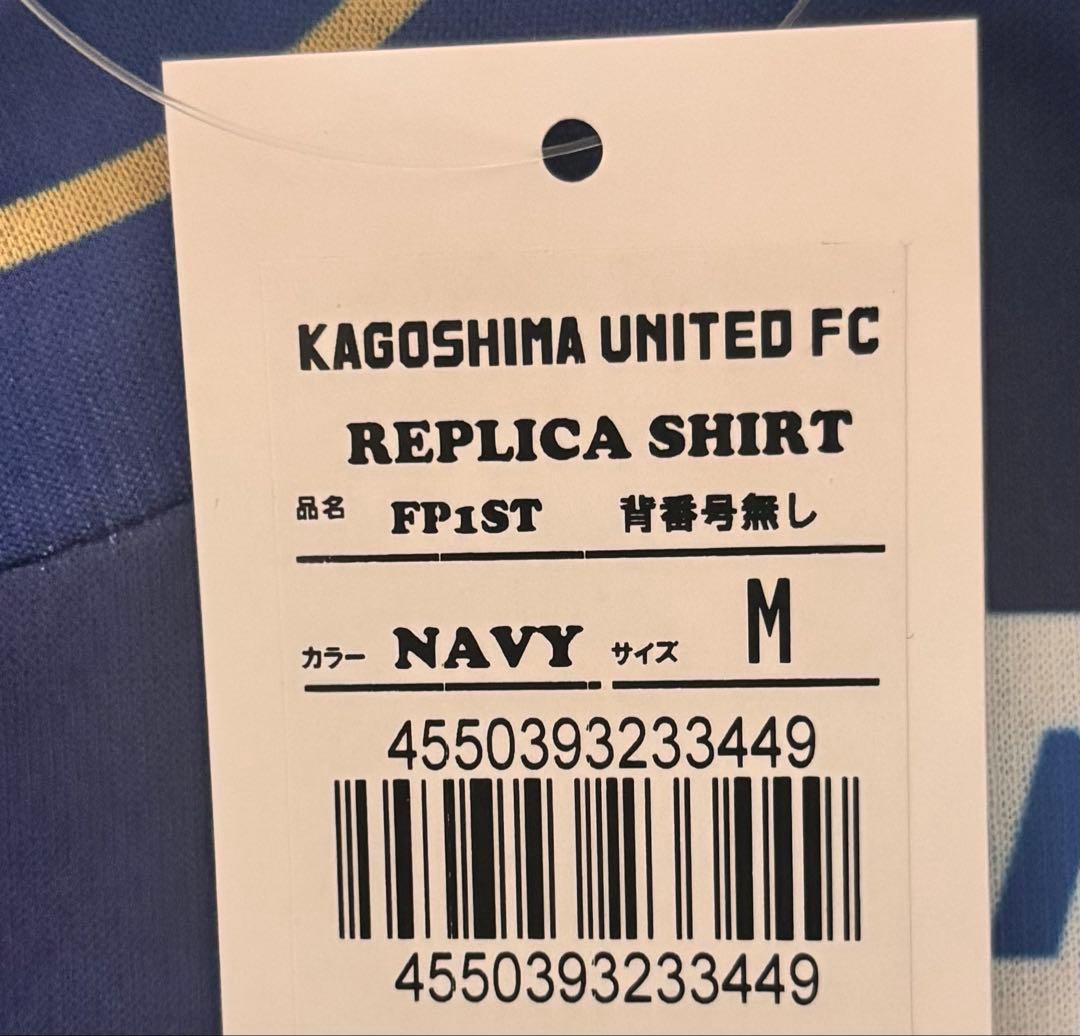 KAGOSHIMA UNITED FC
REPLICA SHIRT
品名 FP1ST 背番号無し
カラー NAVY サイズ M
4550393233449
4550393233449